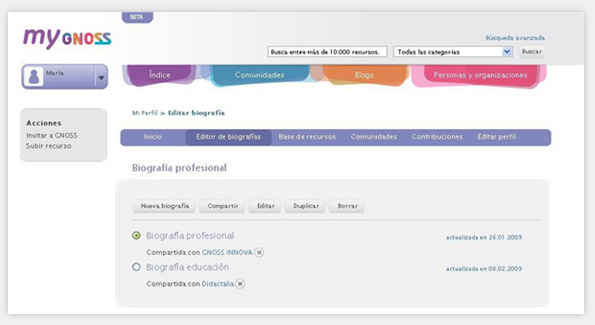 BETA
my GNOSS
Búsqueda avanzada
Busca entre más de 10.000 recursos. Todas las categorías Buscar
María
Índice Comunidades Blogs Personas y organizaciones
Mi Perfil > Editar biografía
Acciones
Invitar a GNOSS
Subir recurso
Inicio Editor de biografías Base de recursos Comunidades Contribuciones Editar perfil
Biografía profesional
Nueva biografía Compartir Editar Duplicar Borrar
Biografía profesional actualizada en 26.01.2009
Compartida con GNOSS INNOVA
Biografía educación actualizada en 09.02.2009
Compartida con Didactalia